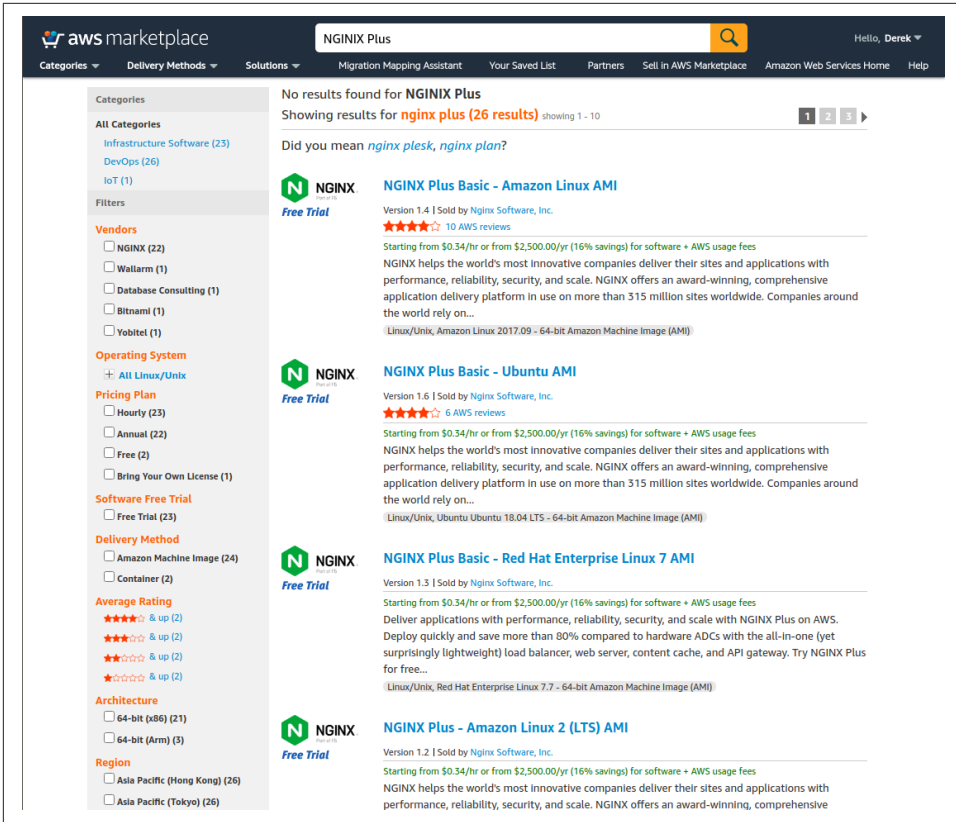 aws marketplace
NGINIX Plus
Hello, Derek
Categories
Delivery Methods
Solutions
Migration Mapping Assistant
Your Saved List
Partners
Sell in AWS Marketplace
Amazon Web Services Home
Help
Categories
All Categories
Infrastructure Software (23)
DevOps (26)
IoT (1)
Filters
Vendors
NGINX (22)
Wallarm (1)
Database Consulting (1)
Bitnami (1)
Yobitel (1)
Operating System
All Linux/Unix
Pricing Plan
Hourly (23)
Annual (22)
Free (2)
Bring Your Own License (1)
Software Free Trial
Free Trial (23)
Delivery Method
Amazon Machine Image (24)
Container (2)
Average Rating
& up (2)
& up (2)
& up (2)
& up (2)
Architecture
64-bit (x86) (21)
64-bit (Arm) (3)
Region
Asia Pacific (Hong Kong) (26)
Asia Pacific (Tokyo) (26)
No results found for NGINIX Plus
Showing results for nginx plus (26 results) showing 1 - 10
1 2 3
Did you mean nginx plesk, nginx plan?
N NGINX
Part of F5
Free Trial
NGINX Plus Basic - Amazon Linux AMI
Version 1.4 | Sold by Nginx Software, Inc.
10 AWS reviews
Starting from $0.34/hr or from $2,500.00/yr (16% savings) for software + AWS usage fees
NGINX helps the world's most innovative companies deliver their sites and applications with
performance, reliability, security, and scale. NGINX offers an award-winning, comprehensive
application delivery platform in use on more than 315 million sites worldwide. Companies around
the world rely on...
Linux/Unix, Amazon Linux 2017.09 - 64-bit Amazon Machine Image (AMI)
N NGINX
Part of F5
Free Trial
NGINX Plus Basic - Ubuntu AMI
Version 1.6 | Sold by Nginx Software, Inc.
6 AWS reviews
Starting from $0.34/hr or from $2,500.00/yr (16% savings) for software + AWS usage fees
NGINX helps the world's most innovative companies deliver their sites and applications with
performance, reliability, security, and scale. NGINX offers an award-winning, comprehensive
application delivery platform in use on more than 315 million sites worldwide. Companies around
the world rely on...
Linux/Unix, Ubuntu Ubuntu 18.04 LTS - 64-bit Amazon Machine Image (AMI)
N NGINX
Part of F5
Free Trial
NGINX Plus Basic - Red Hat Enterprise Linux 7 AMI
Version 1.3 | Sold by Nginx Software, Inc.
Starting from $0.34/hr or from $2,500.00/yr (16% savings) for software + AWS usage fees
Deliver applications with performance, reliability, security, and scale with NGINX Plus on AWS.
Deploy quickly and save more than 80% compared to hardware ADCs with the all-in-one (yet
surprisingly lightweight) load balancer, web server, content cache, and API gateway. Try NGINX Plus
for free...
Linux/Unix, Red Hat Enterprise Linux 7.7 - 64-bit Amazon Machine Image (AMI)
N NGINX
Part of F5
Free Trial
NGINX Plus - Amazon Linux 2 (LTS) AMI
Version 1.2 | Sold by Nginx Software, Inc.
Starting from $0.34/hr or from $2,500.00/yr (16% savings) for software + AWS usage fees
NGINX helps the world's most innovative companies deliver their sites and applications with
performance, reliability, security, and scale. NGINX offers an award-winning, comprehensive